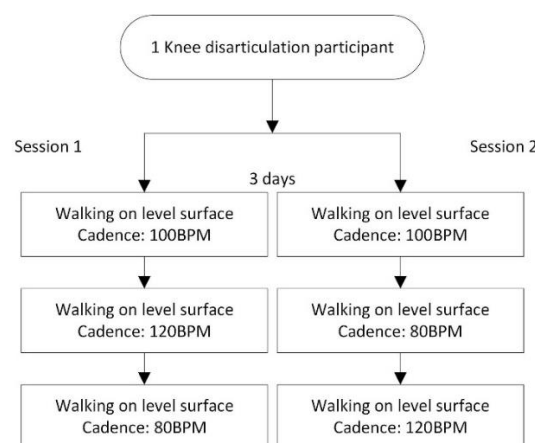 1 Knee disarticulation participant
Session 1
Session 2
3 days
Walking on level surface
Cadence: 100BPM
Walking on level surface
Cadence: 100BPM
Walking on level surface
Cadence: 120BPM
Walking on level surface
Cadence: 80BPM
Walking on level surface
Cadence: 80BPM
Walking on level surface
Cadence: 120BPM